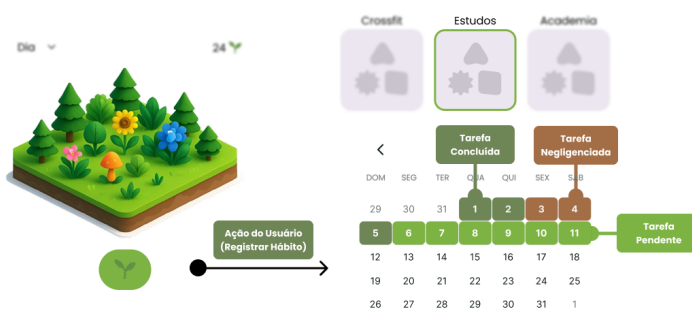 Crossfit Estudos Academia
Dia 24
Tarefa
Concluída
Tarefa
Negligenciada
DOM SEG TER QUA QUI SEX SÁB
29 30 31 1 2 3 4
Ação do Usuário
(Registrar Hábito)
5 6 7 8 9 10 11
Tarefa
Pendente
12 13 14 15 16 17 18
19 20 21 22 23 24 25
26 27 28 29 30 31 1